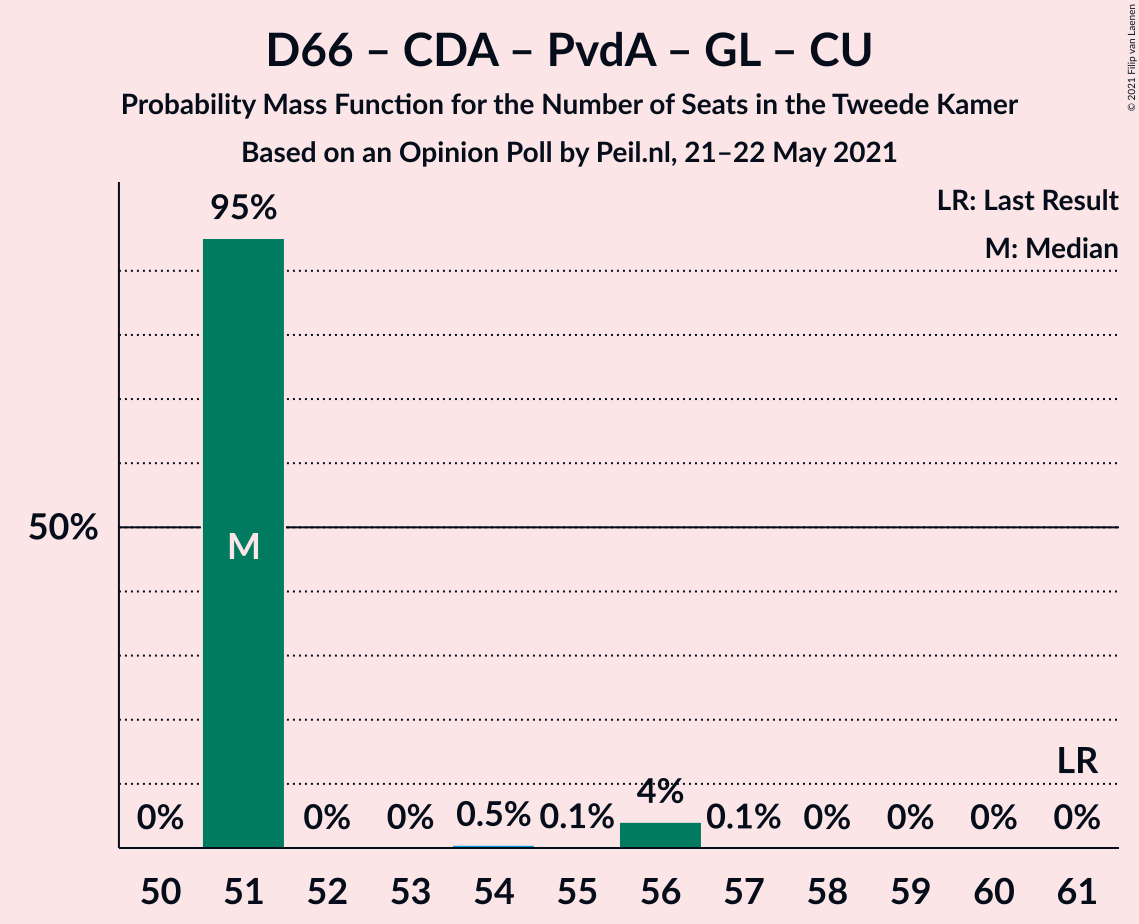 D66 – CDA – PvdA – GL – CU
Probability Mass Function for the Number of Seats in the Tweede Kamer
Based on an Opinion Poll by Peil.nl, 21–22 May 2021
© 2021 Filip van Laenen
LR: Last Result
M: Median
95%
50%
M
LR
0% 0% 0% 0.5% 0.1% 4% 0.1% 0% 0% 0% 0%
50 51 52 53 54 55 56 57 58 59 60 61